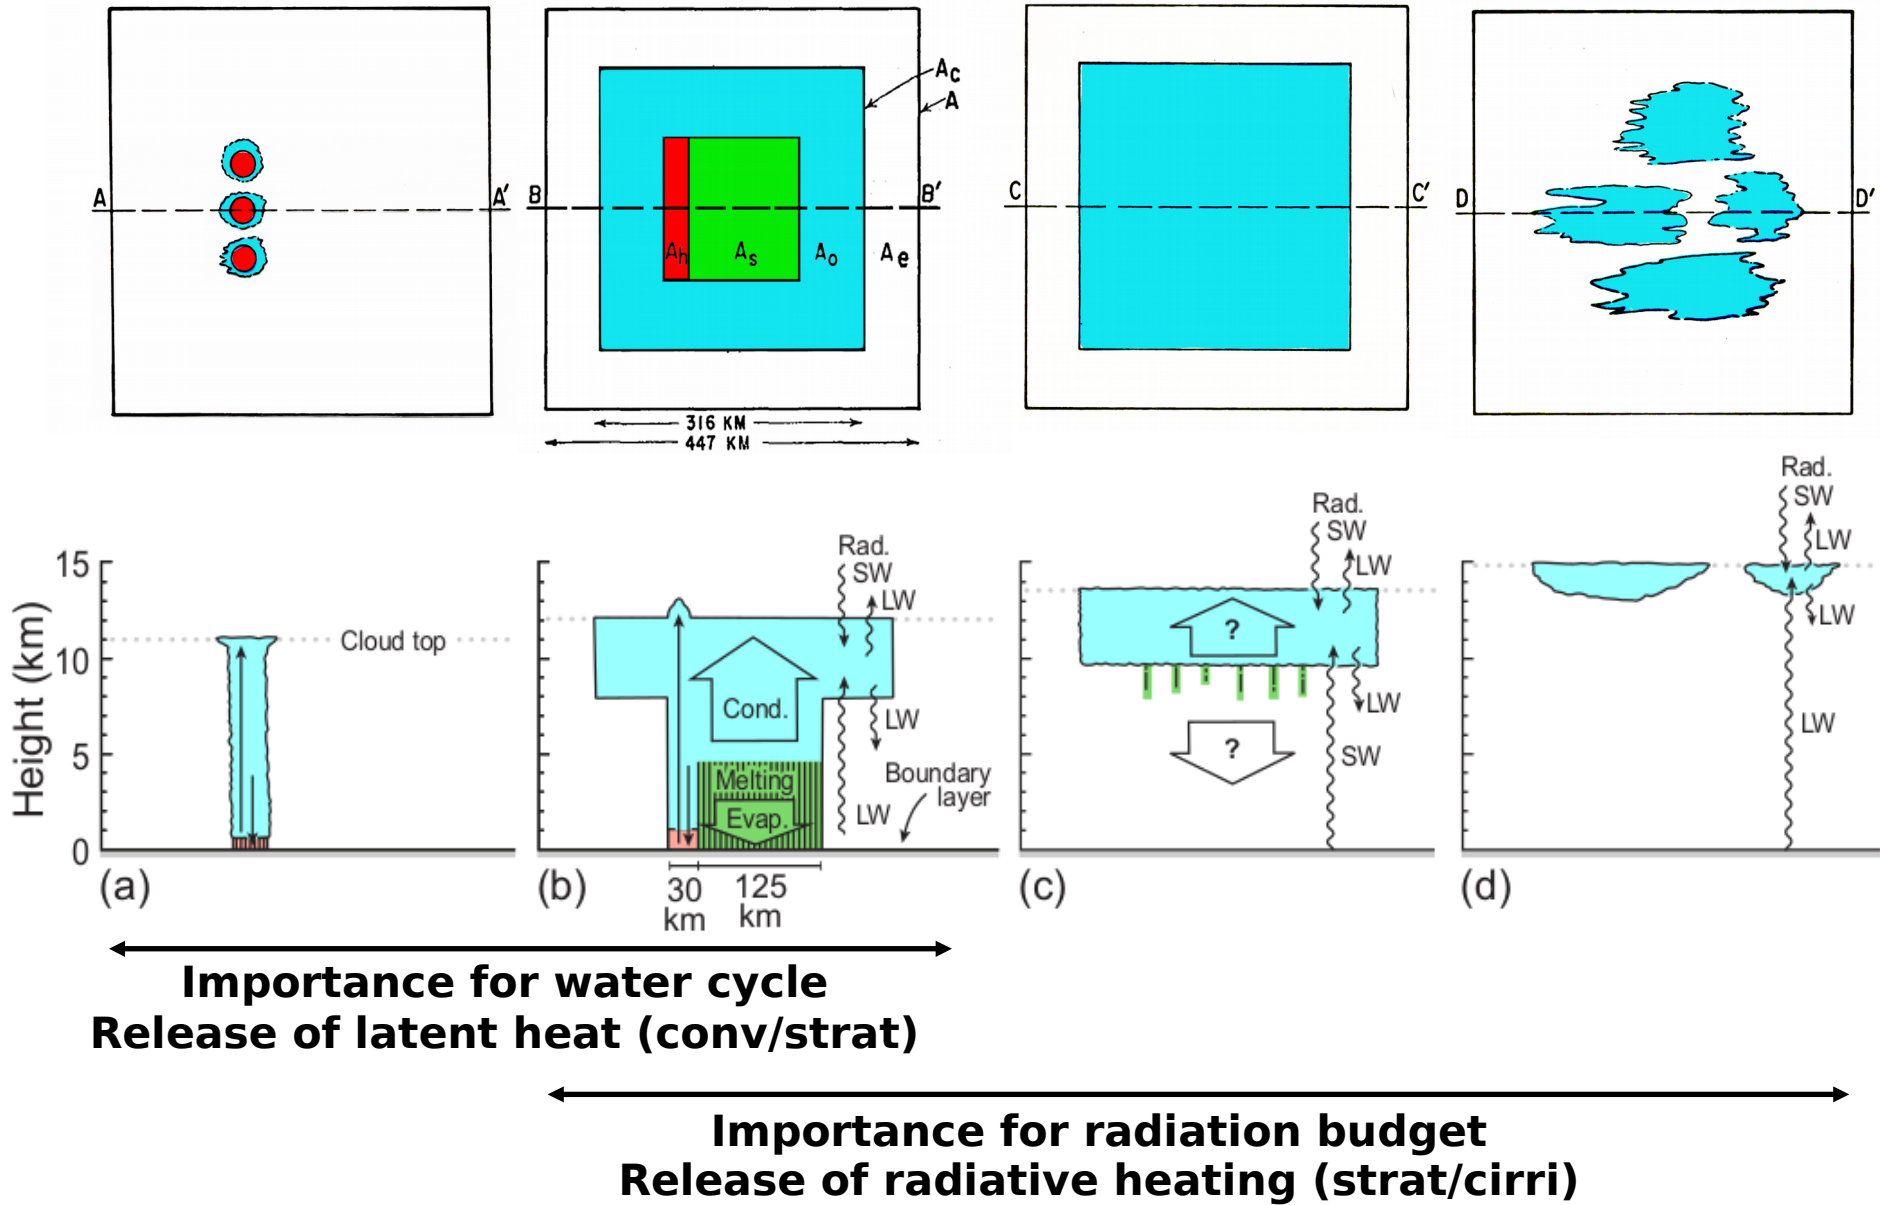 A
A'
B
B'
Ac
A
Ah
As
Ao
Ae
316 KM
447 KM
C
C'
D
D'
Height (km)
15
10
5
0
Cloud top
(a)
Rad.
SW
LW
Cond.
LW
Melting
Evap.
LW
Boundary
layer
30
km
125
km
(b)
Rad.
SW
LW
?
LW
?
SW
(c)
Rad.
SW
LW
LW
LW
(d)
Importance for water cycle
Release of latent heat (conv/strat)
Importance for radiation budget
Release of radiative heating (strat/cirri)